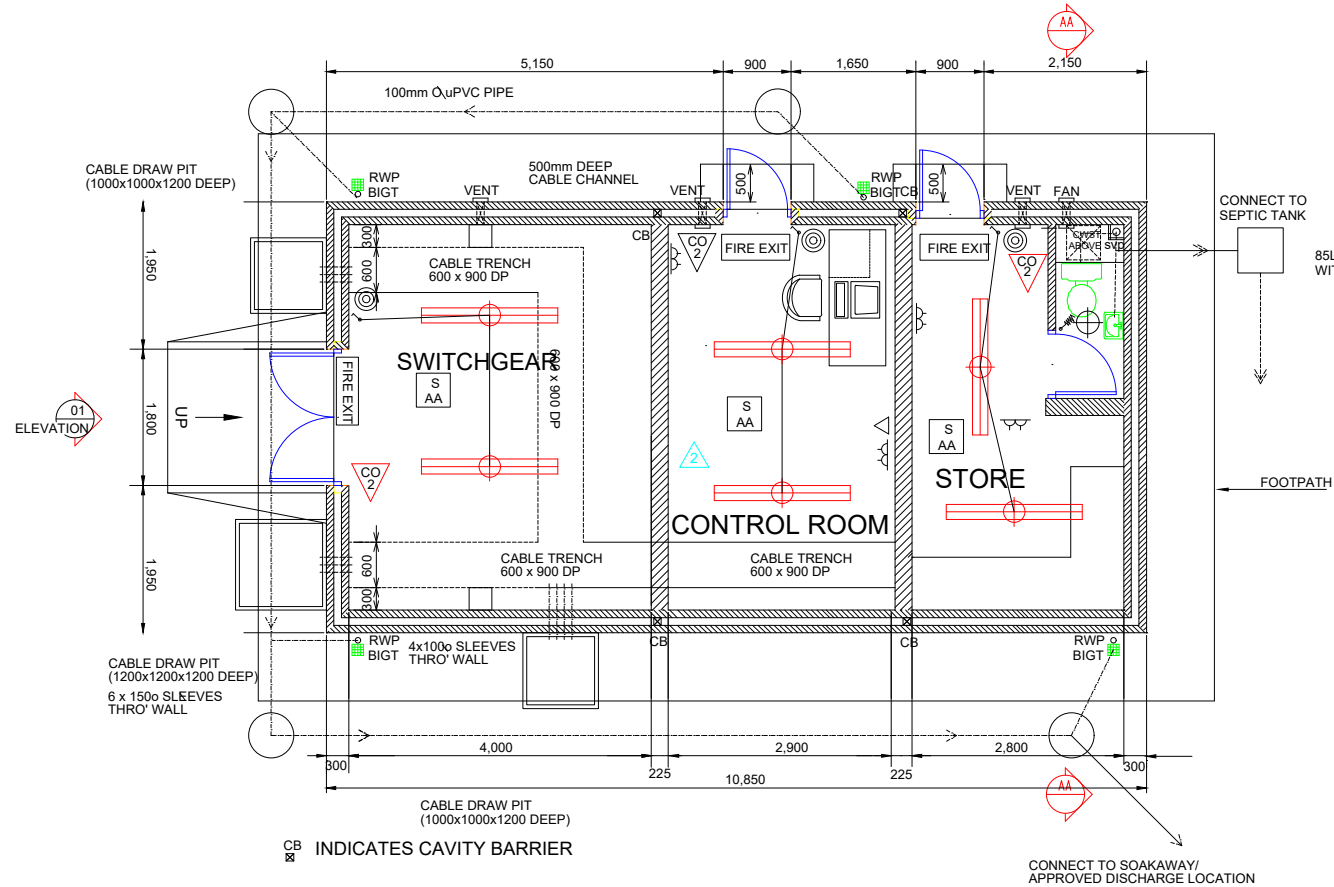 AA
5,150
900
1,650
900
2,150
100mm O\uPVC PIPE
CABLE DRAW PIT
(1000x1000x1200 DEEP)
RWP
BIGT
500mm DEEP
CABLE CHANNEL
500
RWP
BIGT
CB
500
VENT
VENT
VENT
FAN
CONNECT TO
SEPTIC TANK
85L
1,950
300
600
CABLE TRENCH
600 x 900 DP
CB
CO
2
FIRE EXIT
FIRE EXIT
CO
2
CWST
ABOVE
SVP
SWITCHGEAR
600 x 900 DP
S
AA
FIRE EXIT
UP
1,800
01
ELEVATION
S
AA
2
S
AA
STORE
CO
2
CONTROL ROOM
FOOTPATH
1,950
600
300
CABLE TRENCH
600 x 900 DP
CABLE TRENCH
600 x 900 DP
RWP
BIGT
4x100o SLEEVES
THRO' WALL
CB
CB
RWP
BIGT
CABLE DRAW PIT
(1200x1200x1200 DEEP)
6 x 150o SLEEVES
THRO' WALL
300
4,000
225
2,900
225
2,800
300
10,850
AA
CABLE DRAW PIT
(1000x1000x1200 DEEP)
CB INDICATES CAVITY BARRIER
CONNECT TO SOAKAWAY/
APPROVED DISCHARGE LOCATION